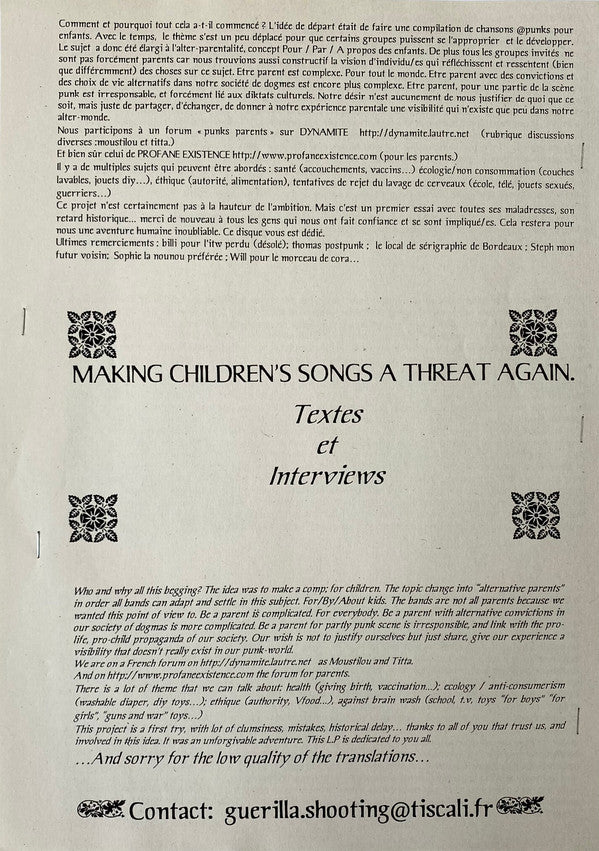 Comment et pourquoi tout cela a-t-il commencé ? L'idée de départ était de faire une compilation de chansons @punks pour
enfants. Avec le temps, le thème s'est un peu déplacé pour que certains groupes puissent se l'approprier et le développer.
Le sujet a donc été élargi à l'alter-parentalité, concept Pour / Par / A propos des enfants. De plus tous les groupes invités ne
sont pas forcément parents car nous trouvions aussi constructif la vision d'individu/es qui réfléchissent et ressentent (bien
que différemment) des choses sur ce sujet. Etre parent est complexe. Pour tout le monde. Etre parent avec des convictions et
des choix de vie alternatifs dans notre société de dogmes est encore plus complexe. Etre parent, pour une partie de la scène
punk est irresponsable, et forcément lié aux diktats culturels. Notre désir n'est aucunement de nous justifier de quoi que ce
soit, mais juste de partager, d'échanger, de donner à notre expérience parentale une visibilité qui n'existe que peu dans notre
alter-monde.
Nous participons à un forum « punks parents » sur DYNAMITE http://dynamite.lautre.net (rubrique discussions
diverses :moustilou et titta.)
Et bien sûr celui de PROFANE EXISTENCE http://www.profaneexistence.com (pour les parents.)
Il y a de multiples sujets qui peuvent être abordés : santé (accouchements, vaccins...) écologie/non consommation (couches
lavables, jouets diy...), éthique (autorité, alimentation), tentatives de rejet du lavage de cerveaux (école, télé, jouets sexués,
guerriers...)
Ce projet n'est certainement pas à la hauteur de l'ambition. Mais c'est un premier essai avec toutes ses maladresses, son
retard historique... merci de nouveau à tous les gens qui nous ont fait confiance et se sont impliqué/es. Cela restera pour
nous une aventure humaine inoubliable. Ce disque vous est dédié.
Ultimes remerciements : billi pour l'itw perdu (désolé); thomas postpunk ; le local de sérigraphie de Bordeaux ; Steph mon
futur voisin; Sophie la nounou préférée ; Will pour le morceau de cora...
MAKING CHILDREN'S SONGS A THREAT AGAIN.
Textes
et
Interviews
Who and why all this begging? The idea was to make a comp; for children. The topic change into "alternative parents"
in order all bands can adapt and settle in this subject. For/By/About kids. The bands are not all parents because we
wanted this point of view to. Be a parent is complicated. For everybody. Be a parent with alternative convictions in
our society of dogmas is more complicated. Be a parent for partly punk scene is irresponsible, and link with the pro-
life, pro-child propaganda of our society. Our wish is not to justify ourselves but just share, give our experience a
visibility that doesn't really exist in our punk-world.
We are on a French forum on http://dynamite.lautre.net as Moustilou and Titta.
And on http://www.profaneexistence.com the forum for parents.
There is a lot of theme that we can talk about: health (giving birth, vaccination...); ecology / anti-consumerism
(washable diaper, diy toys...); ethique (authority, Vfood...), against brain wash (school, t.v, toys "for boys" "for
girls", "guns and war" toys...)
This project is a first try, with lot of clumsiness, mistakes, historical delay... thanks to all of you that trust us, and
involved in this idea. It was an unforgivable adventure. This L.P is dedicated to you all.
...And sorry for the low quality of the translations...
Contact: guerilla.shooting@tiscali.fr